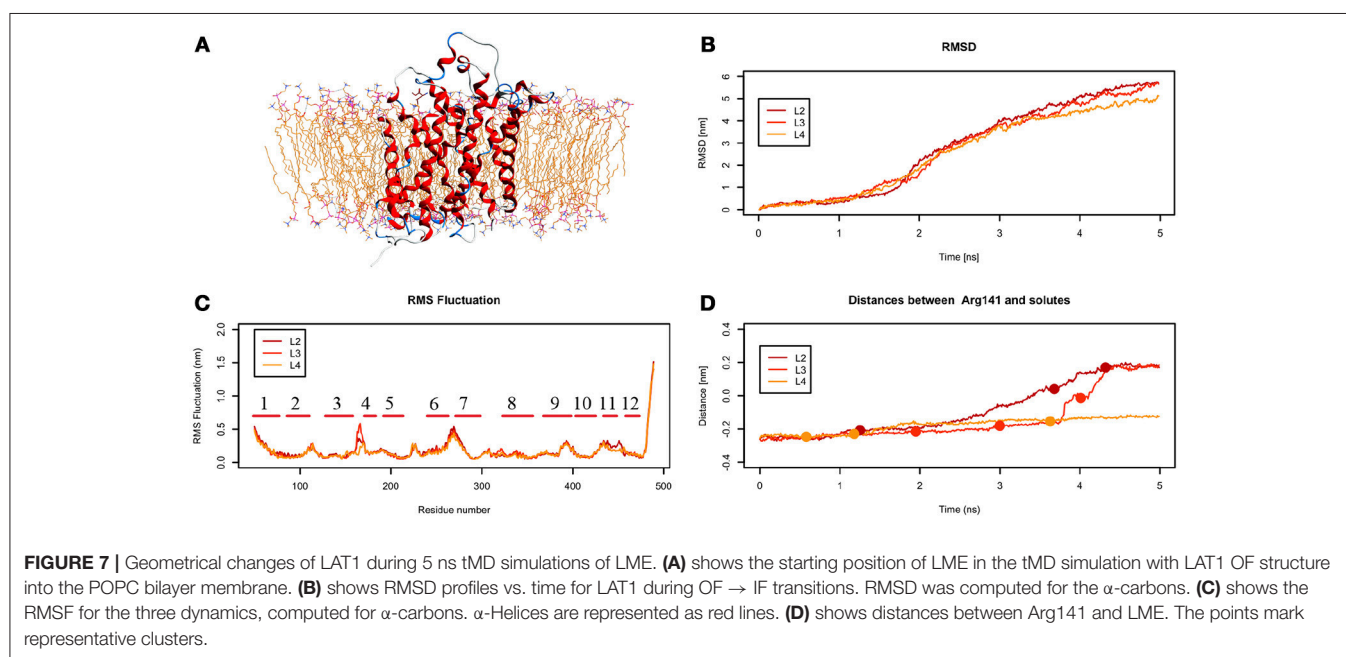 A
B
RMSD
RMSD [nm]
6
5
4
3
2
1
0
L2
L3
L4
0 1 2 3 4 5
Time [ns]
C
RMS Fluctuation
RMS Fluctuation (nm)
2.0
1.5
1.0
0.5
0.0
L2
L3
L4
1 2 3 4 5 6 7 8 9 10 11 12
100 200 300 400 500
Residue number
D
Distances between Arg141 and solutes
Distance [nm]
0.4
0.2
0.0
-0.2
-0.4
L2
L3
L4
0 1 2 3 4 5
Time (ns)
FIGURE 7 | Geometrical changes of LAT1 during 5 ns tMD simulations of LME. (A) shows the starting position of LME in the tMD simulation with LAT1 OF structure
into the POPC bilayer membrane. (B) shows RMSD profiles vs. time for LAT1 during OF → IF transitions. RMSD was computed for the α-carbons. (C) shows the
RMSF for the three dynamics, computed for α-carbons. α-Helices are represented as red lines. (D) shows distances between Arg141 and LME. The points mark
representative clusters.